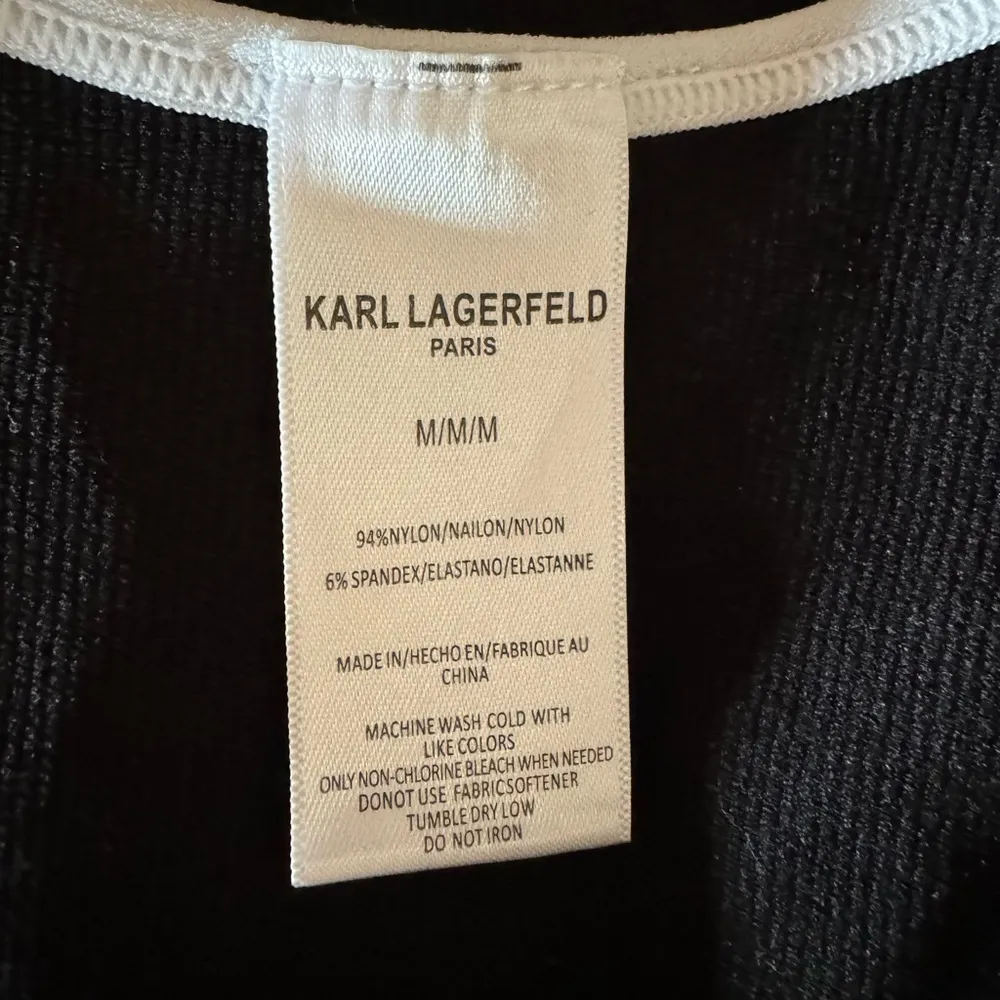 KARL LAGERFELD
PARIS
M/M/M
94%NYLON/NAILON/NYLON
6% SPANDEX/ELASTANO/ELASTANNE
MADE IN/HECHO EN/FABRIQUE AU
CHINA
MACHINE WASH COLD WITH
LIKE COLORS
ONLY NON-CHLORINE BLEACH WHEN NEEDED
DONOT USE FABRICSOFTENER
TUMBLE DRY LOW
DO NOT IRON